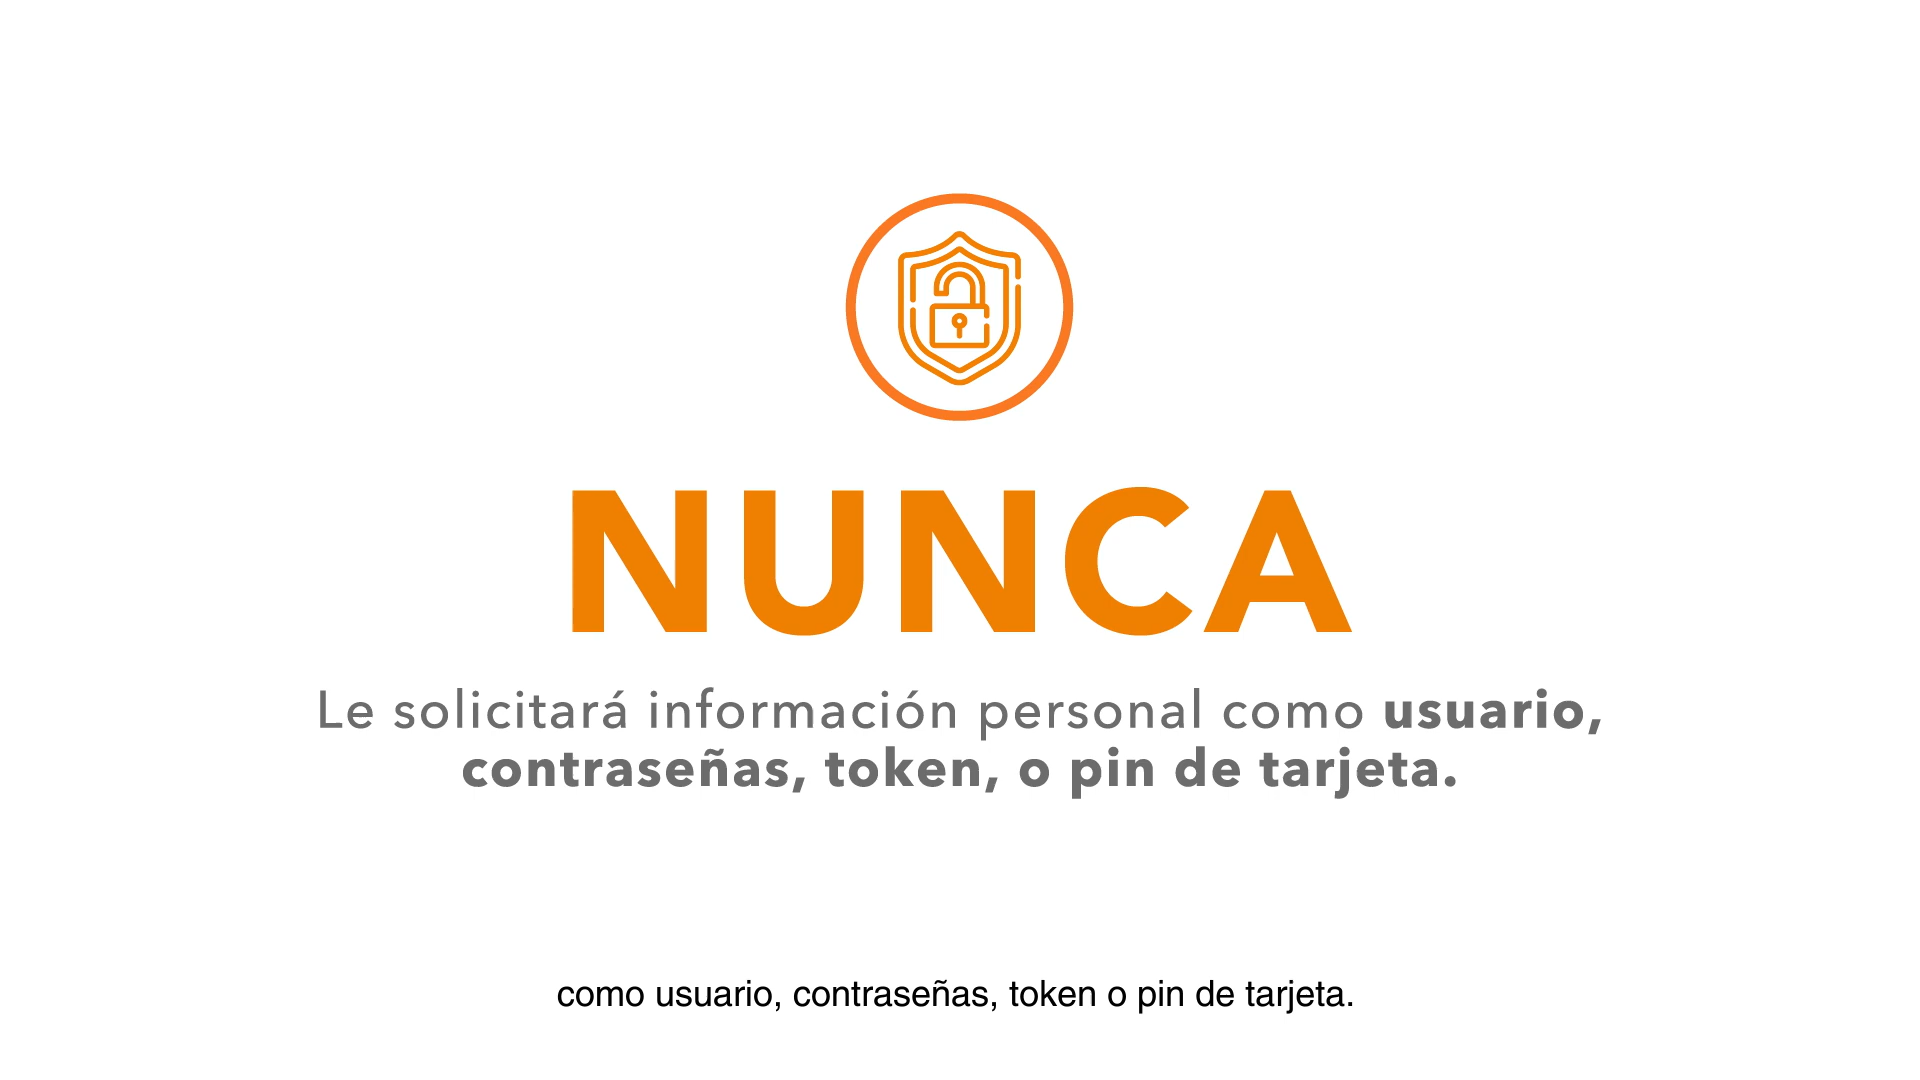 NUNCA
Le solicitará información personal como usuario,
contraseñas, token, o pin de tarjeta.
como usuario, contraseñas, token o pin de tarjeta.